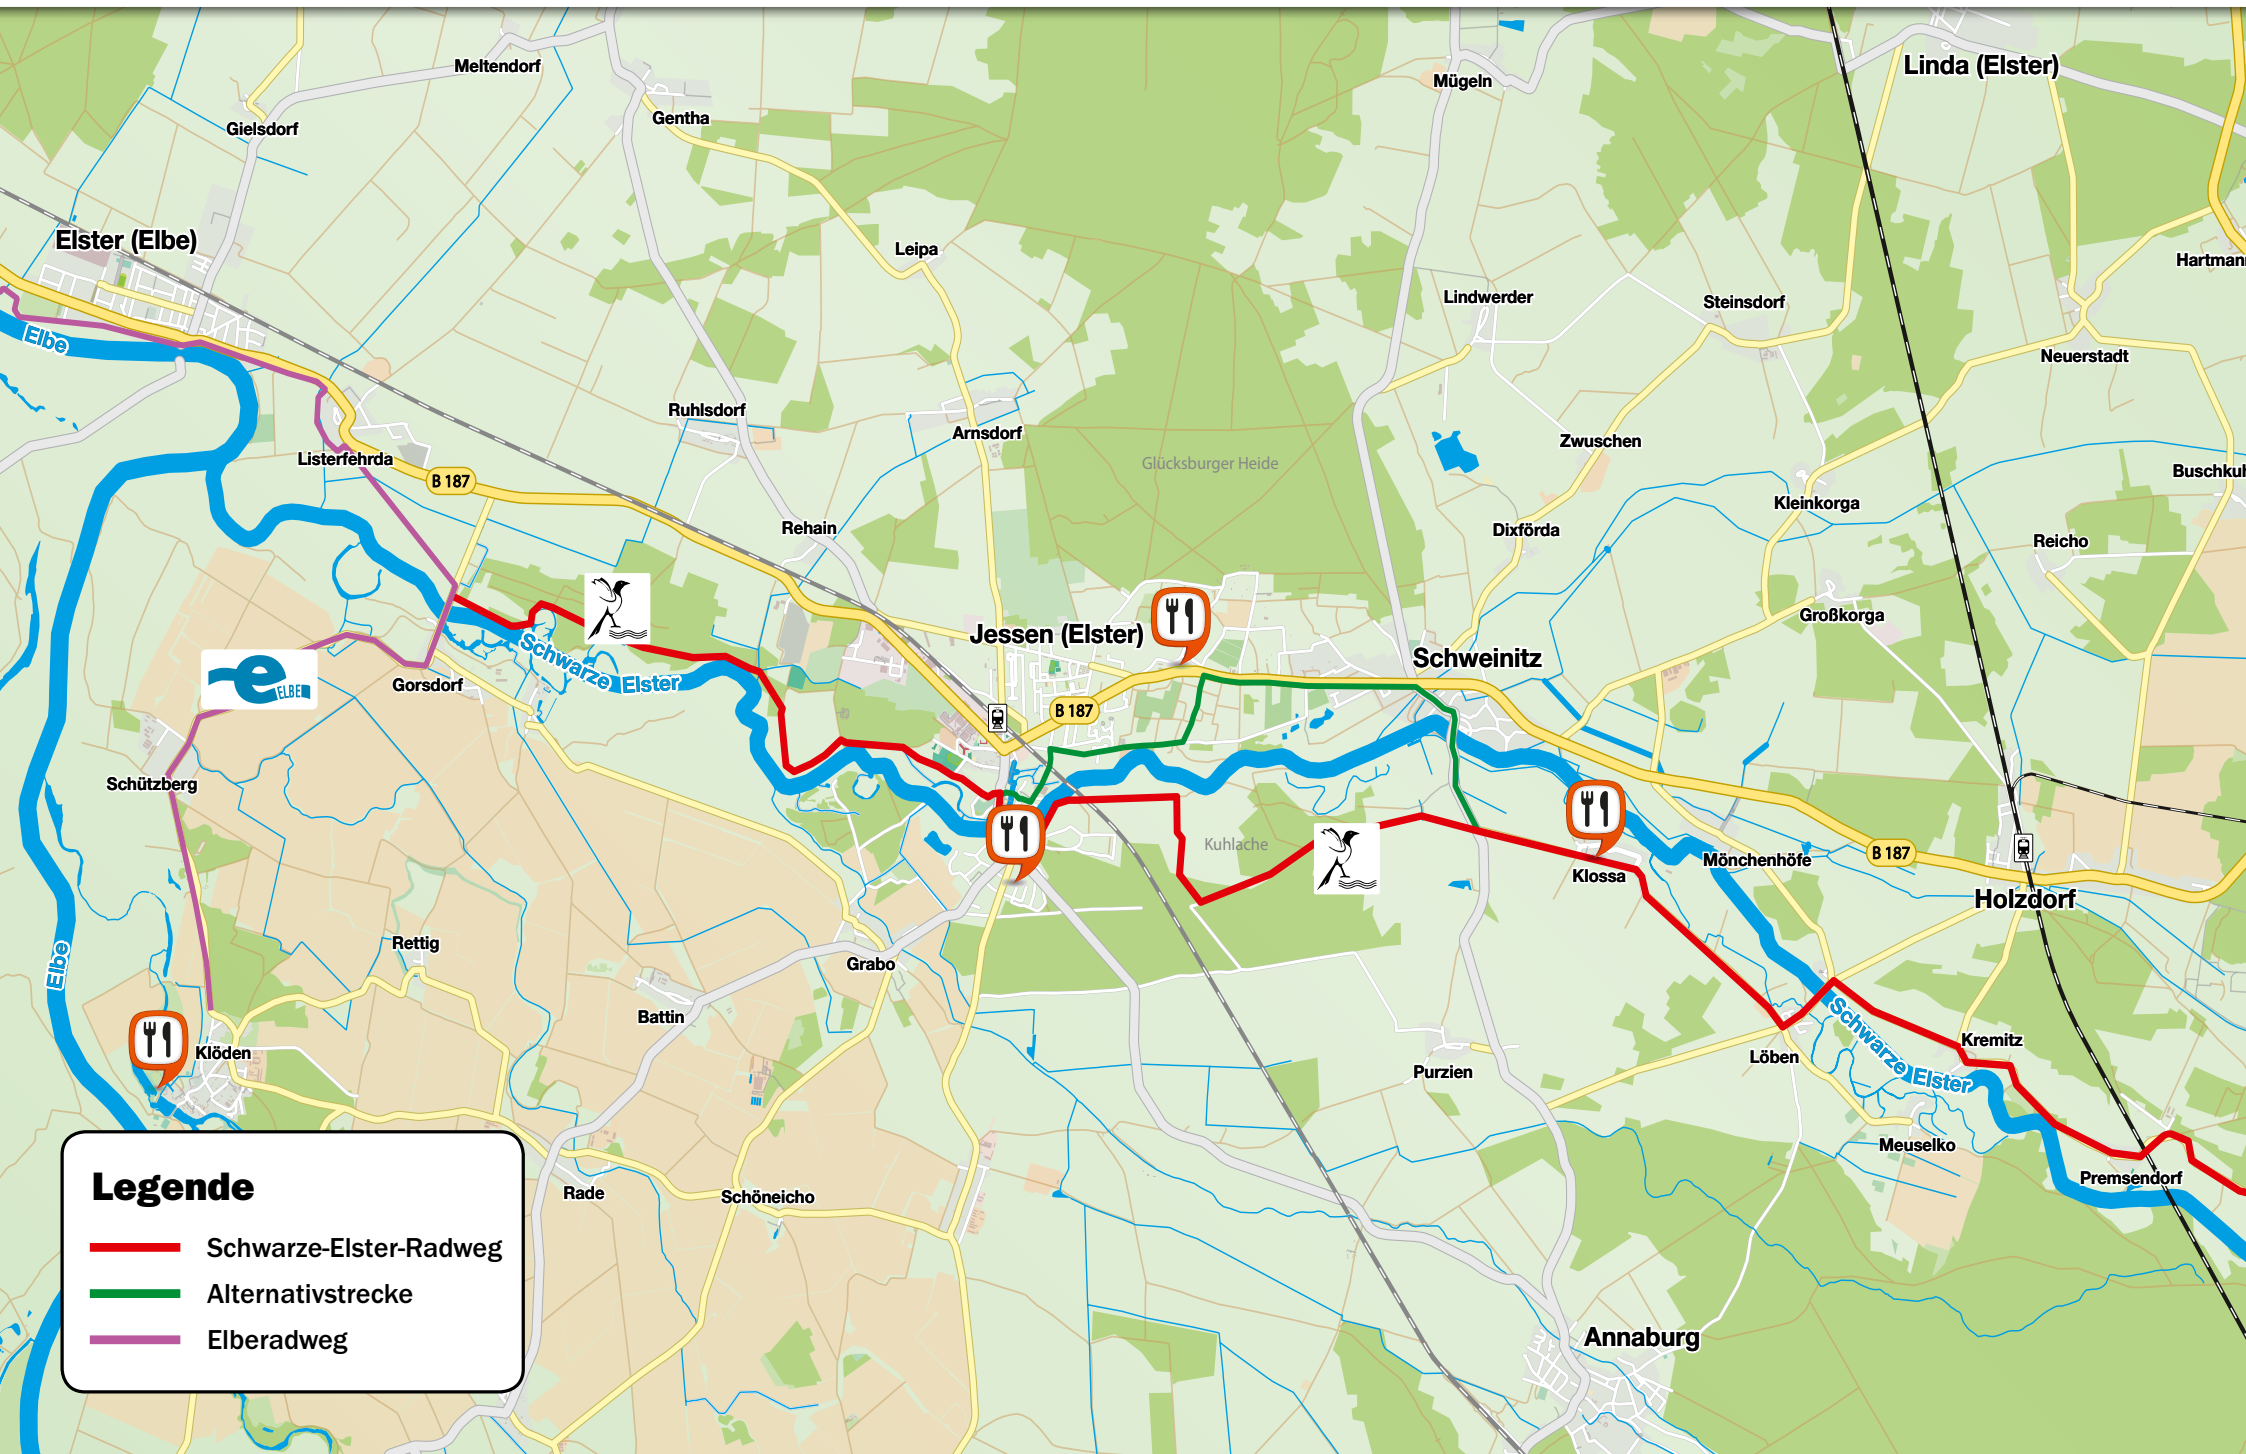 Meltendorf
Mügeln
Linda (Elster)
Gielsdorf
Gentha
Elster (Elbe)
Leipa
Hartman
Elbe
Lindwerder
Steinsdorf
Neuerstadt
Ruhlsdorf
Arnsdorf
Zwuschen
Listerfehrda
B 187
Glücksburger Heide
Buschkuh
Kleinkorga
Rehain
Dixförda
Reicho
Großkorga
Jessen (Elster)
Schweinitz
Schwarze Elster
ELBE
Gorsdorf
B 187
Schützberg
Kuhlache
Klossa
Mönchenhöfe
B 187
Holzdorf
Elbe
Rettig
Grabo
Battin
Schwarze Elster
Klöden
Kremitz
Löben
Purzien
Meuselko
Premsendorf
Rade
Schöneicho
Annaburg
Legende
Schwarze-Elster-Radweg
Alternativstrecke
Elberadweg